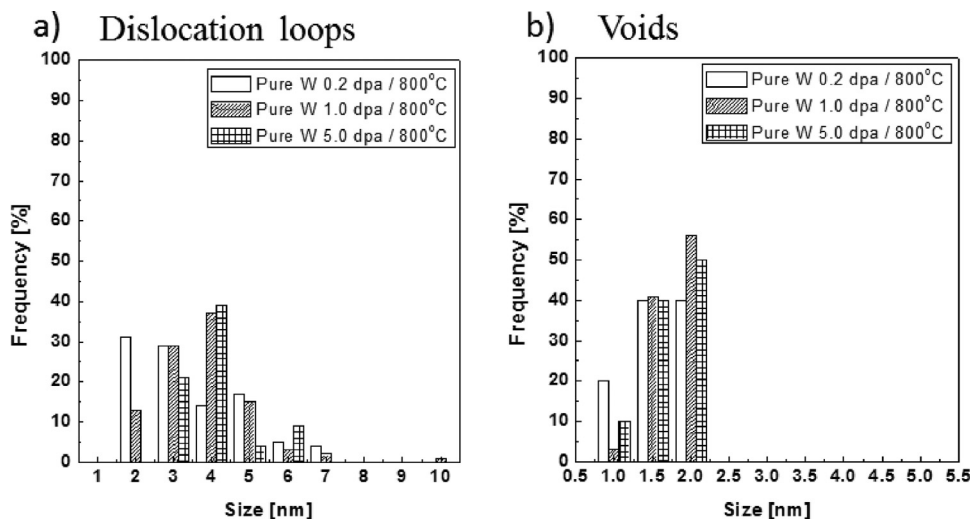 a) Dislocation loops
100
90
80
70
60
50
40
30
20
10
0
Frequency [%]
Pure W 0.2 dpa / 800°C
Pure W 1.0 dpa / 800°C
Pure W 5.0 dpa / 800°C
1 2 3 4 5 6 7 8 9 10
Size [nm]
b) Voids
100
90
80
70
60
50
40
30
20
10
0
Frequency [%]
Pure W 0.2 dpa / 800°C
Pure W 1.0 dpa / 800°C
Pure W 5.0 dpa / 800°C
0.5 1.0 1.5 2.0 2.5 3.0 3.5 4.0 4.5 5.0 5.5
Size [nm]